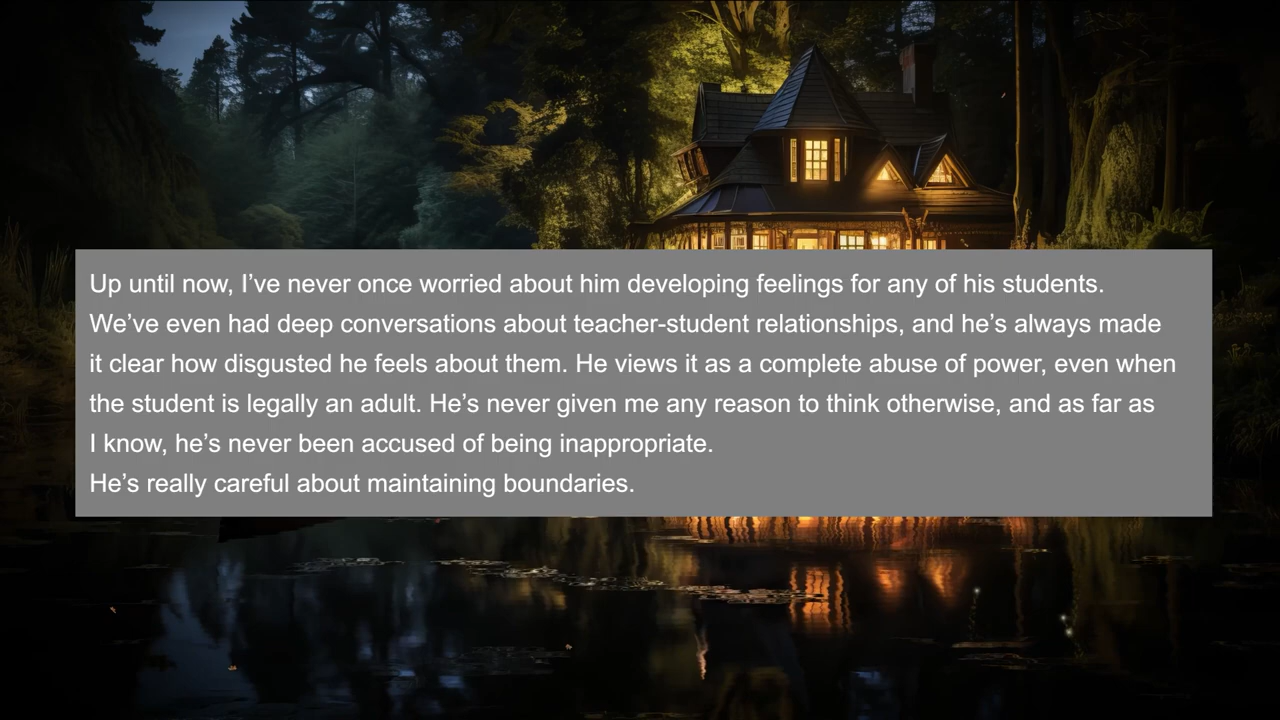 Up until now, I’ve never once worried about him developing feelings for any of his students.
We’ve even had deep conversations about teacher-student relationships, and he’s always made
it clear how disgusted he feels about them. He views it as a complete abuse of power, even when
the student is legally an adult. He’s never given me any reason to think otherwise, and as far as
I know, he’s never been accused of being inappropriate.
He’s really careful about maintaining boundaries.